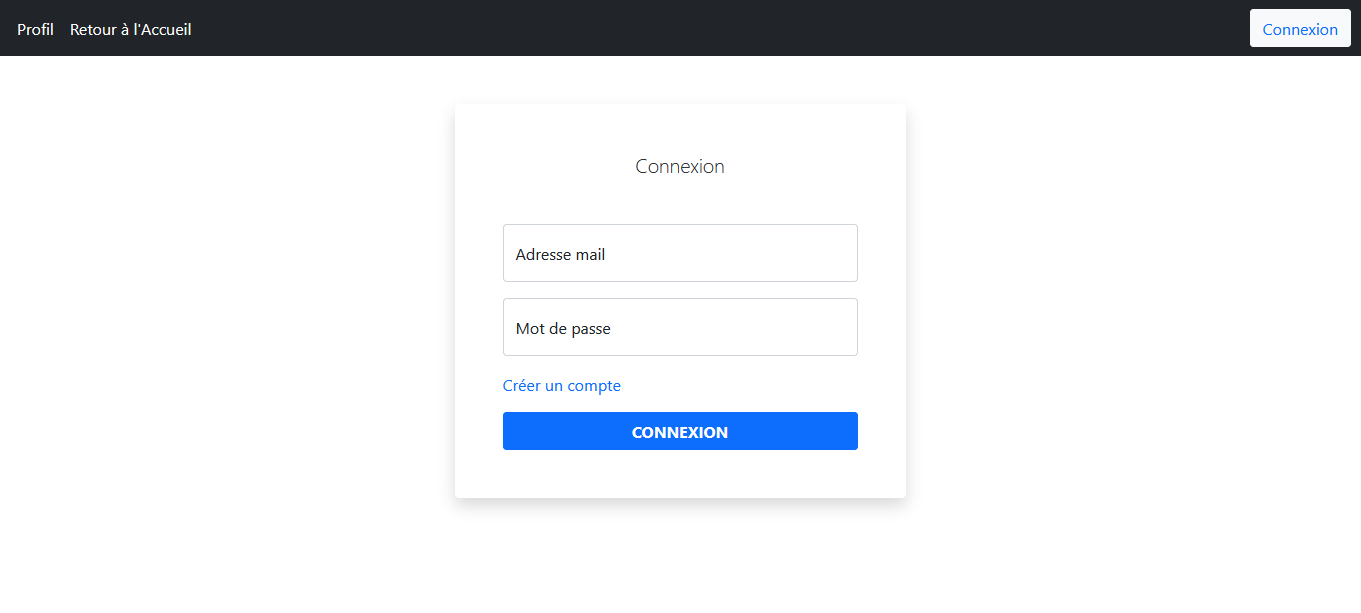 Profil Retour à l'Accueil Connexion
Connexion
Adresse mail
Mot de passe
Créer un compte
CONNEXION